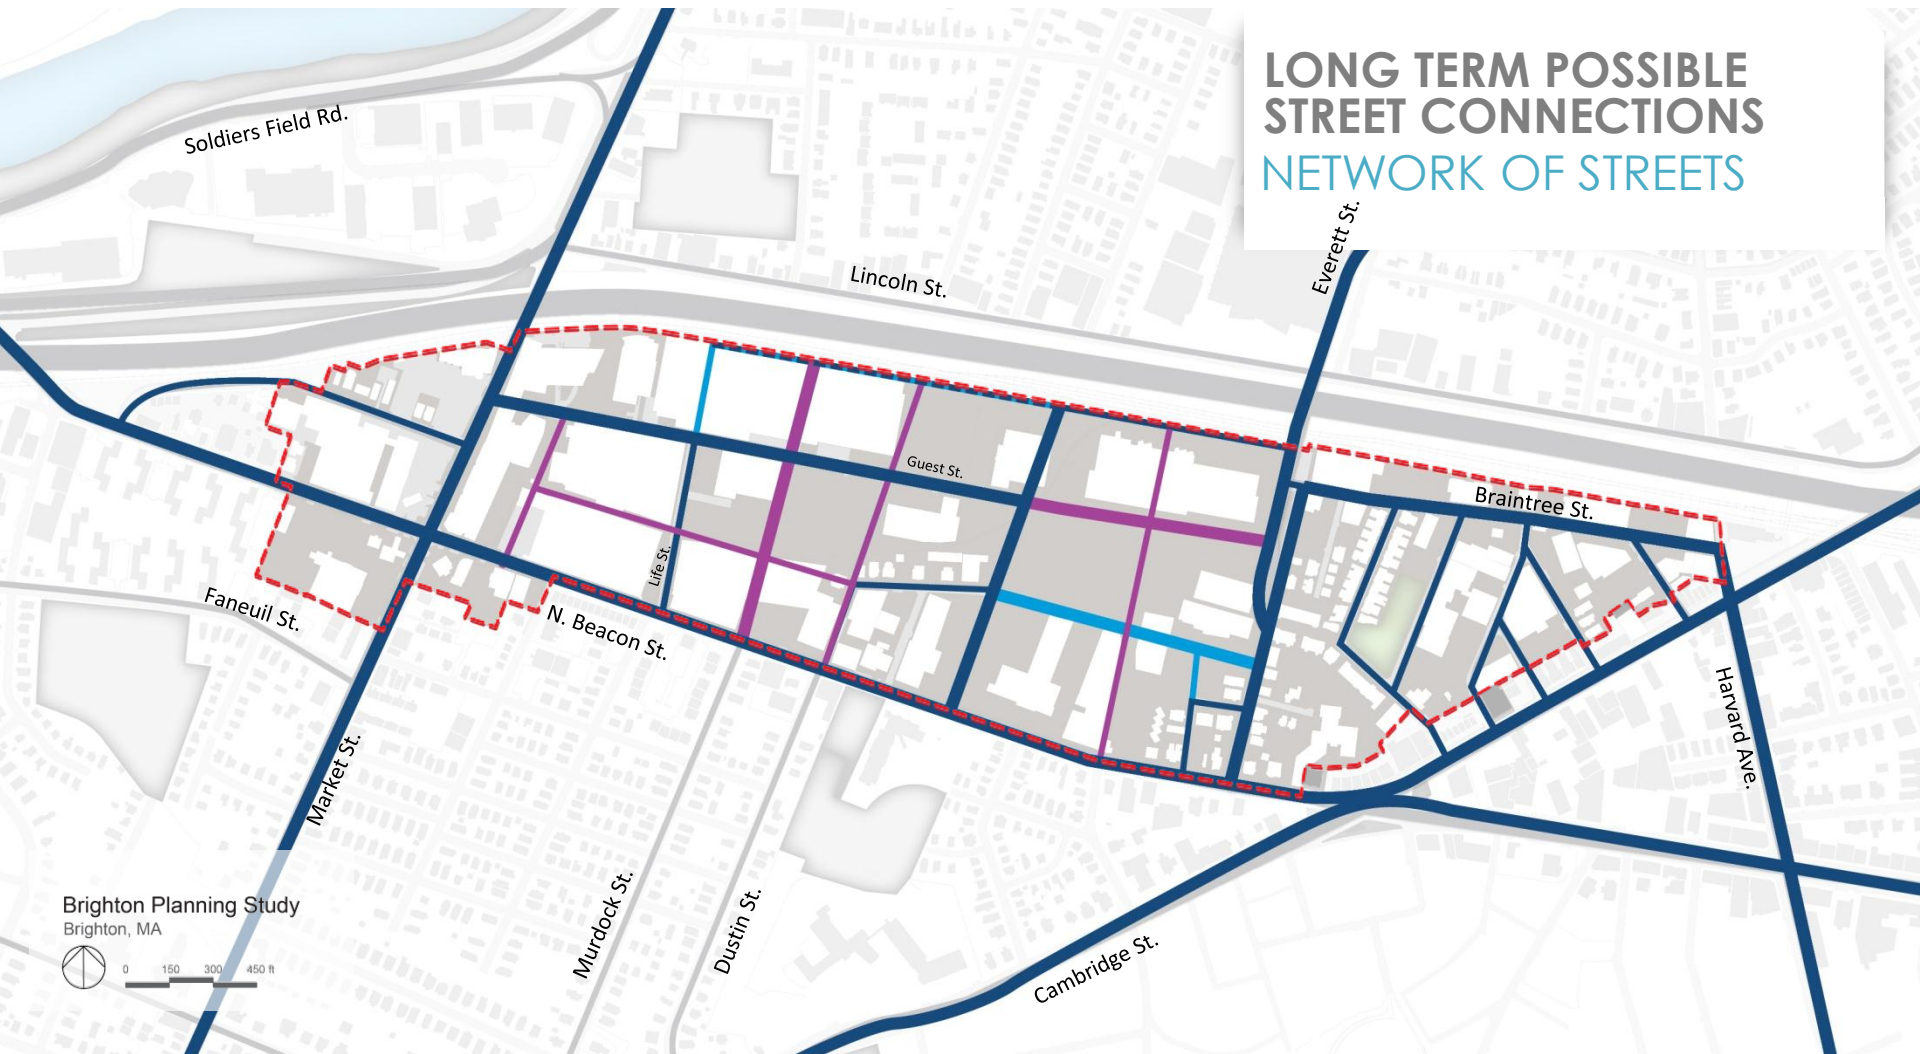 LONG TERM POSSIBLE
STREET CONNECTIONS
NETWORK OF STREETS
Soldiers Field Rd.
Everett St.
Lincoln St.
Guest St.
Braintree St.
Life St.
Faneuil St.
N. Beacon St.
Harvard Ave.
Market St.
Murdock St.
Dustin St.
Cambridge St.
Brighton Planning Study
Brighton, MA
0 150 300 450 ft